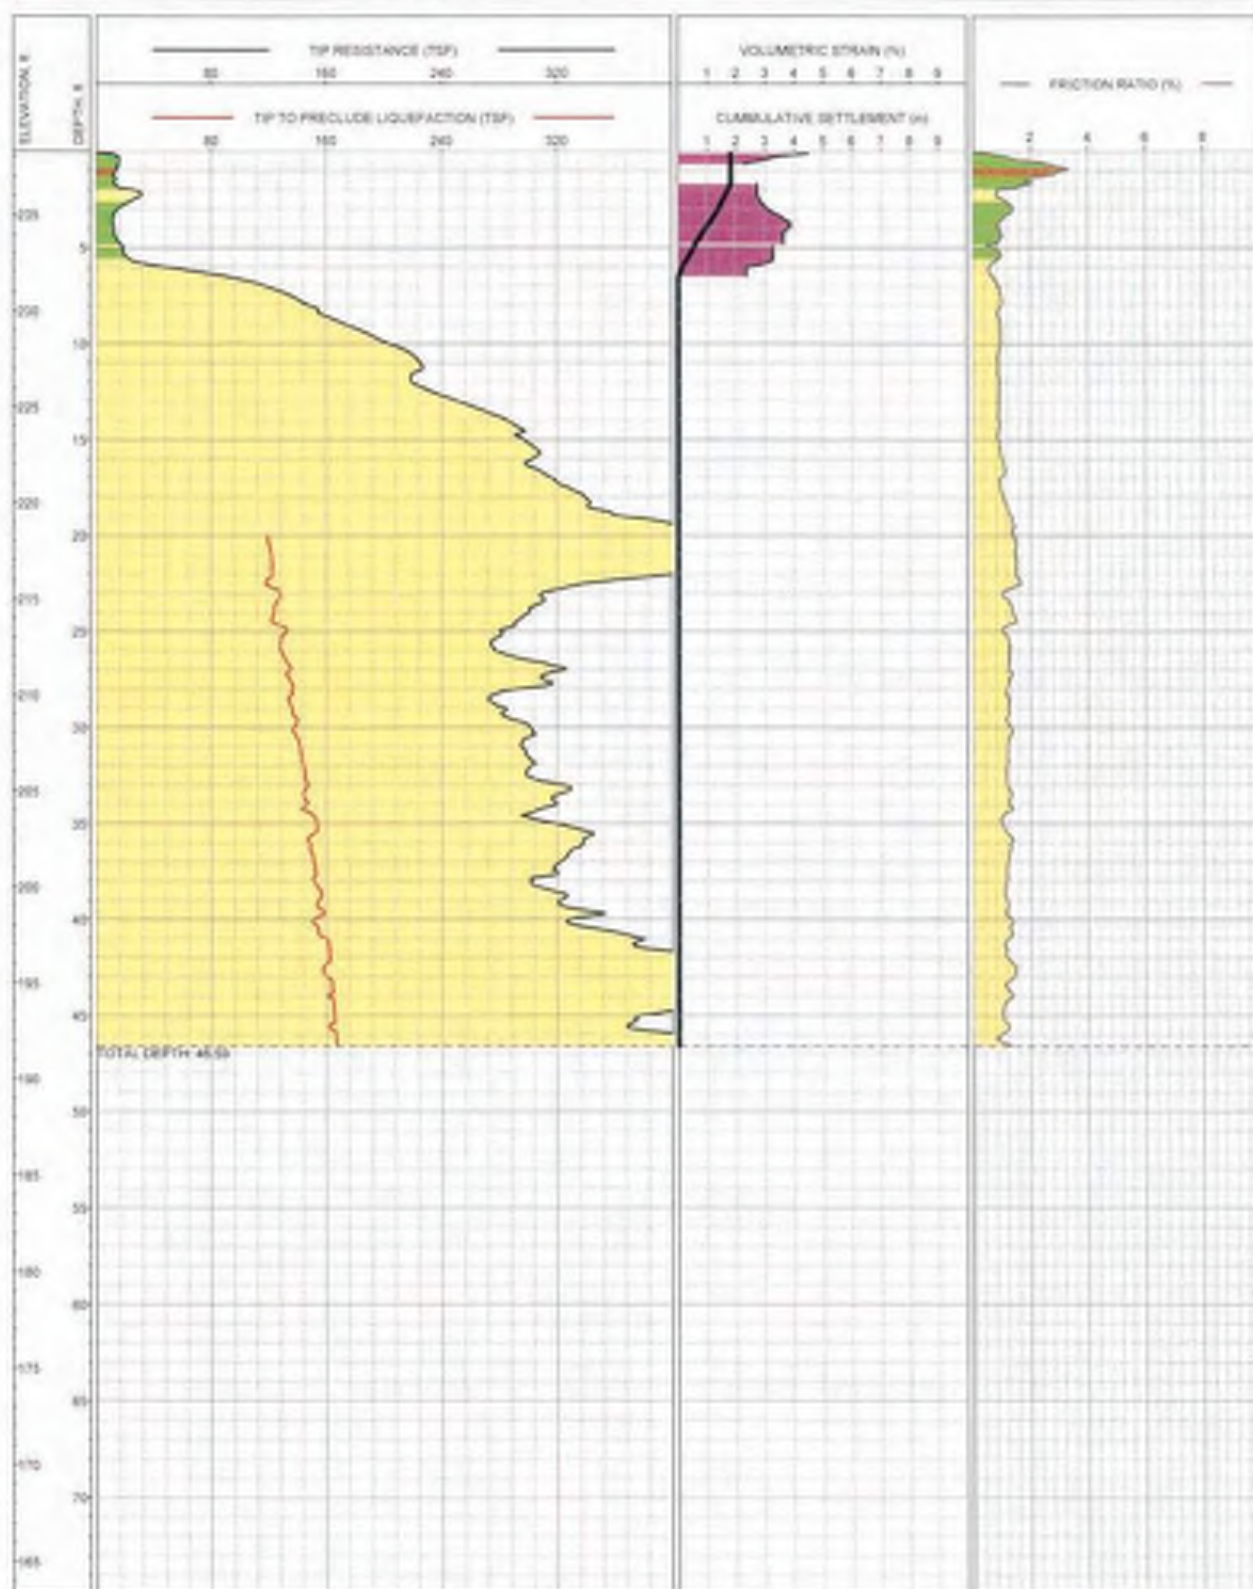 TIP RESISTANCE (TSF)
80 160 240 320
TIP TO PRECLUDE LIQUEFACTION (TSF)
80 160 240 320
VOLUMETRIC STRAIN (%)
1 2 3 4 5 6 7 8 9
CUMMULATIVE SETTLEMENT (in)
1 2 3 4 5 6 7 8 9
FRICTION RATIO (%)
2 4 6 8
ELEVATION, ft
DEPTH, ft
235
5
230
10
225
15
220
20
215
25
210
30
205
35
200
40
195
45
TOTAL DEPTH:
190
50
185
55
180
60
175
65
170
70
165